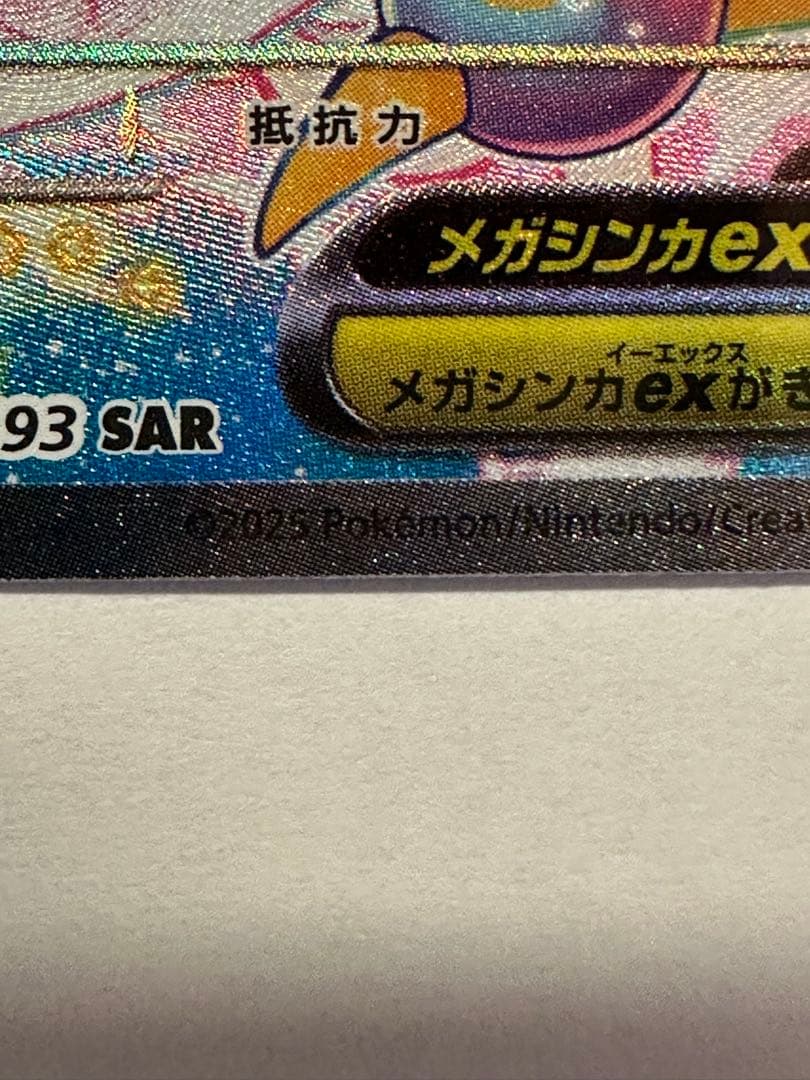 抵抗力
メガシンカex
イーエックス
メガシンカexがき
93 SAR
©2025 Pokémon/Nintendo/Crea